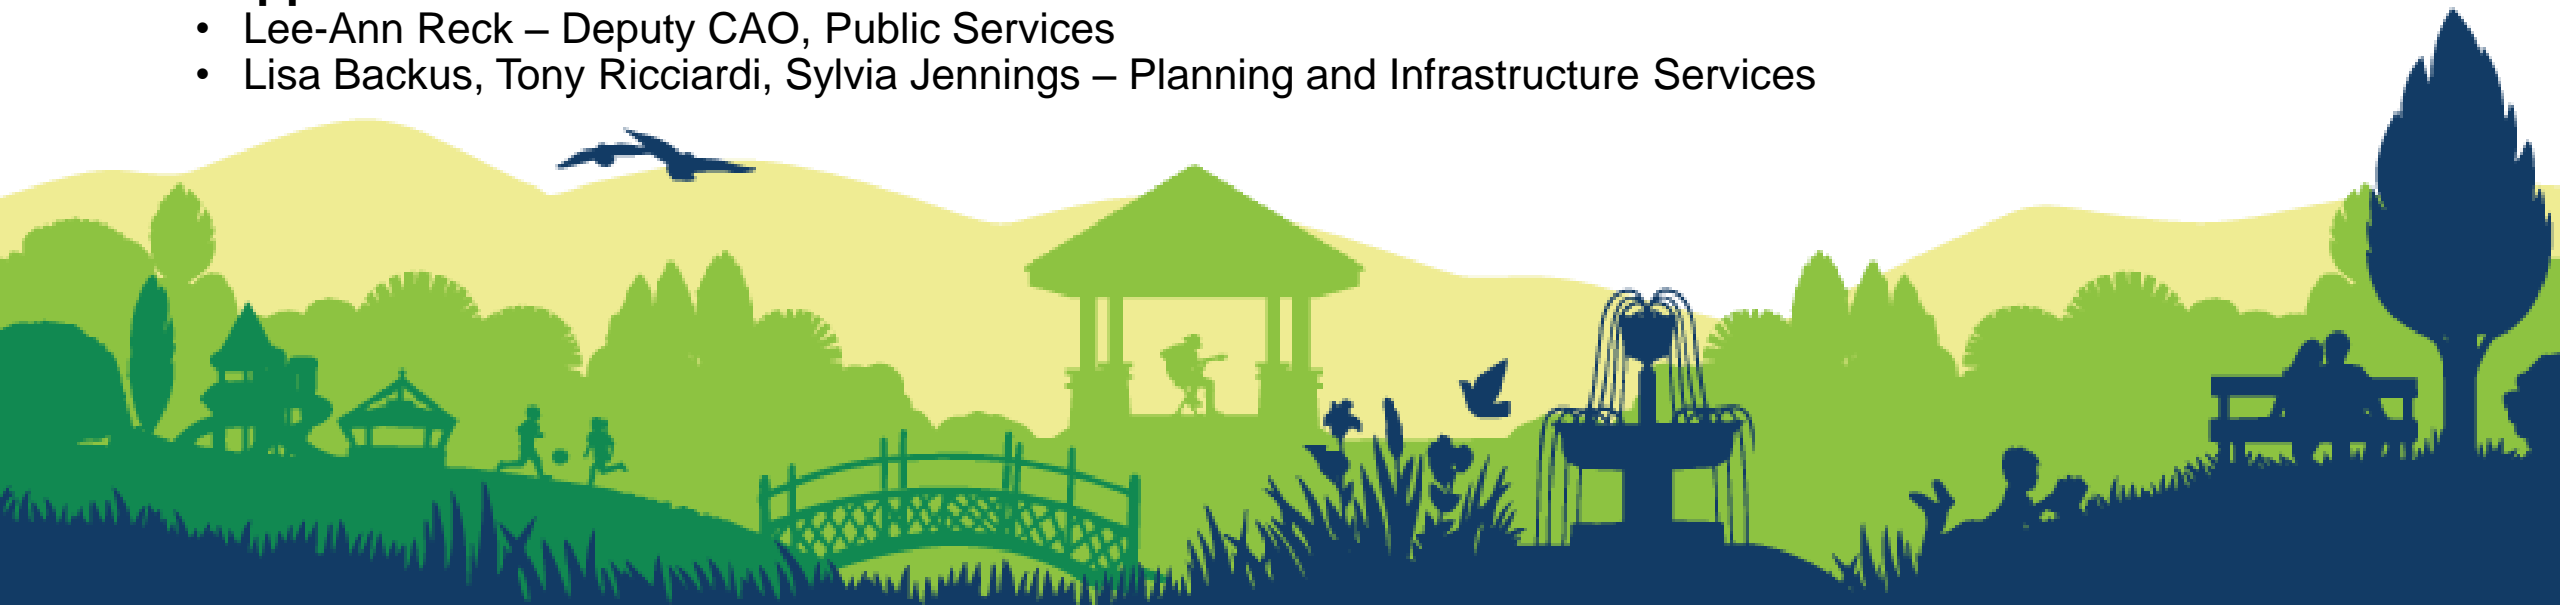 • Lee-Ann Reck – Deputy CAO, Public Services
• Lisa Backus, Tony Ricciardi, Sylvia Jennings – Planning and Infrastructure Services